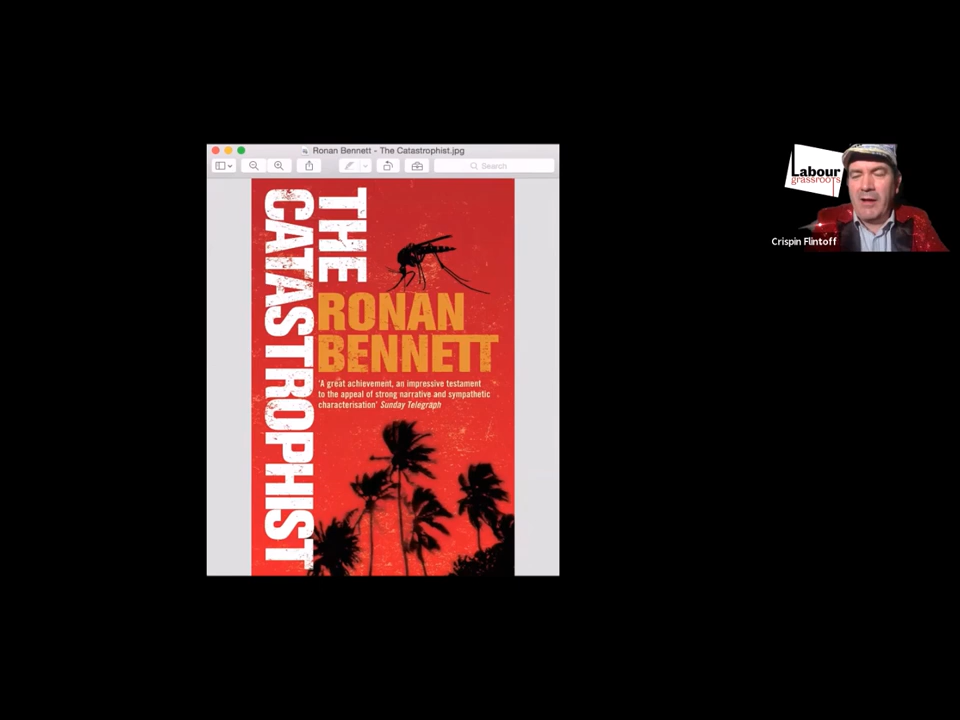 Ronan Bennett - The Catastrophist.jpg
Search
THE
CATASTROPHIST
RONAN
BENNETT
'A great achievement, an impressive testament
to the appeal of strong narrative and sympathetic
characterisation' Sunday Telegraph
Labour
grassroots
Crispin Flintoff